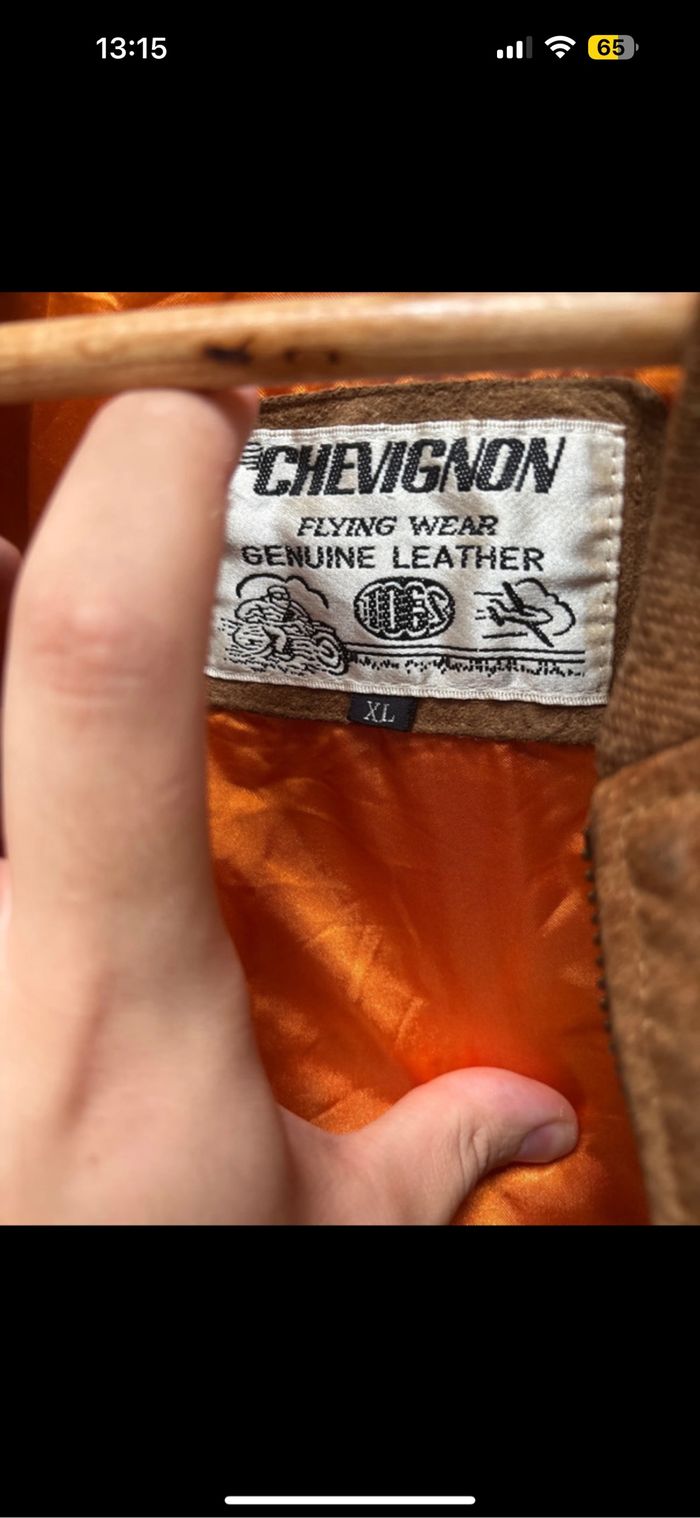 13:15
65
CHEVIGNON
FLYING WEAR
GENUINE LEATHER
XL